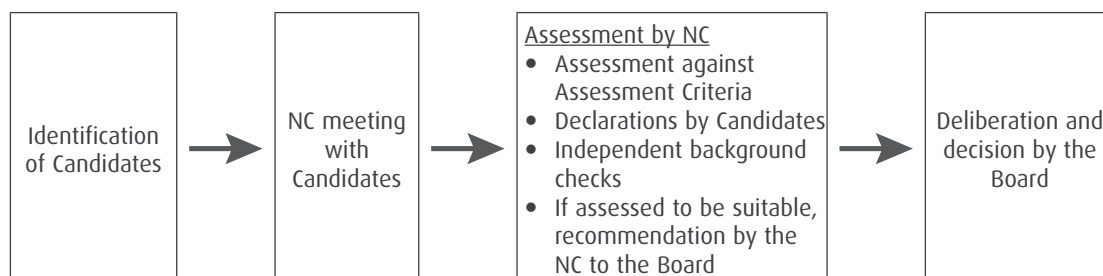 Identification
of Candidates
NC meeting
with
Candidates
Assessment by NC
• Assessment against
Assessment Criteria
• Declarations by Candidates
• Independent background
checks
• If assessed to be suitable,
recommendation by the
NC to the Board
Deliberation and
decision by the
Board